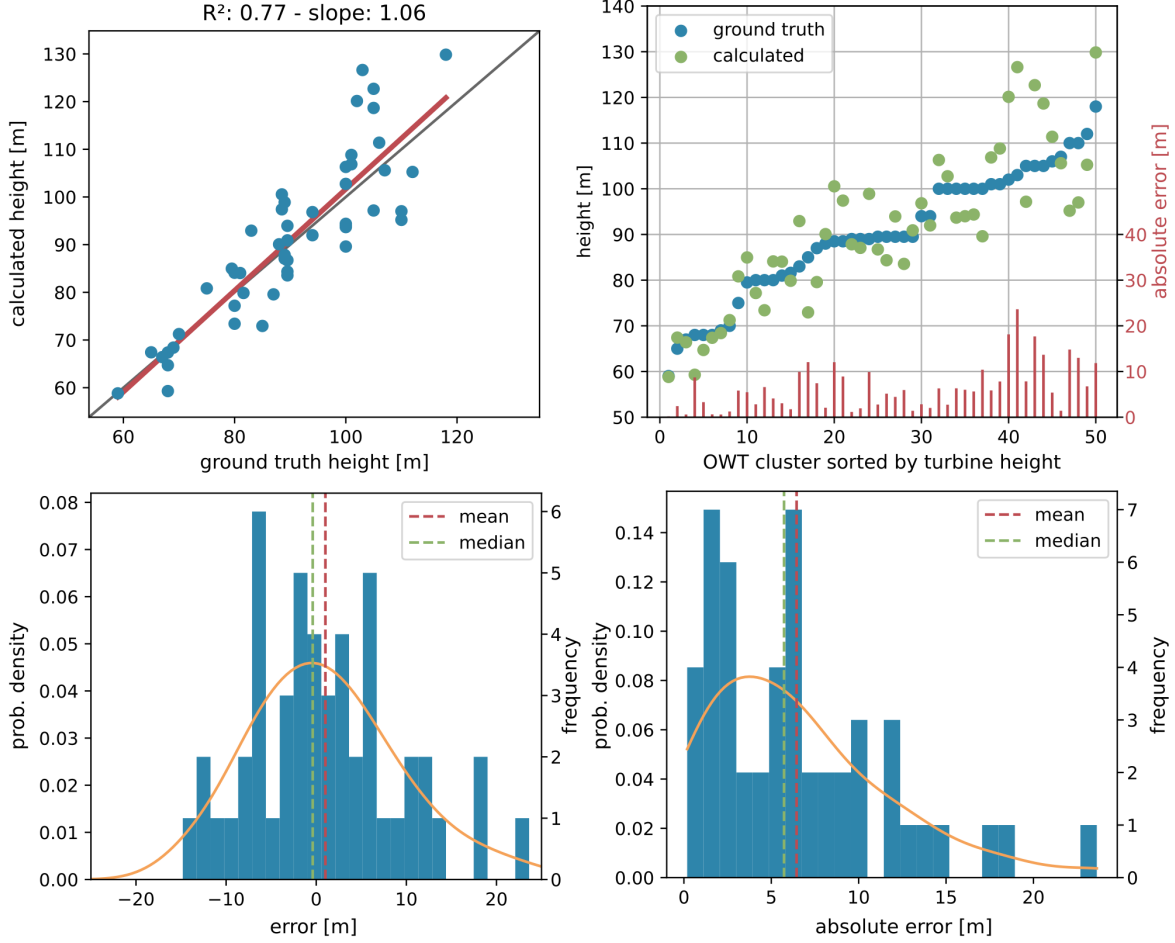 R²: 0.77 - slope: 1.06
130
120
110
100
90
80
70
60
calculated height [m]
60 80 100 120
ground truth height [m]
140
130
120
110
100
90
80
70
60
50
height [m]
ground truth
calculated
40
30
20
10
0
absolute error [m]
0 10 20 30 40 50
OWT cluster sorted by turbine height
0.08
0.07
0.06
0.05
0.04
0.03
0.02
0.01
0.00
prob. density
mean
median
6
5
4
3
2
1
0
frequency
−20 −10 0 10 20
error [m]
0.14
0.12
0.10
0.08
0.06
0.04
0.02
0.00
prob. density
mean
median
7
6
5
4
3
2
1
0
frequency
0 5 10 15 20
absolute error [m]